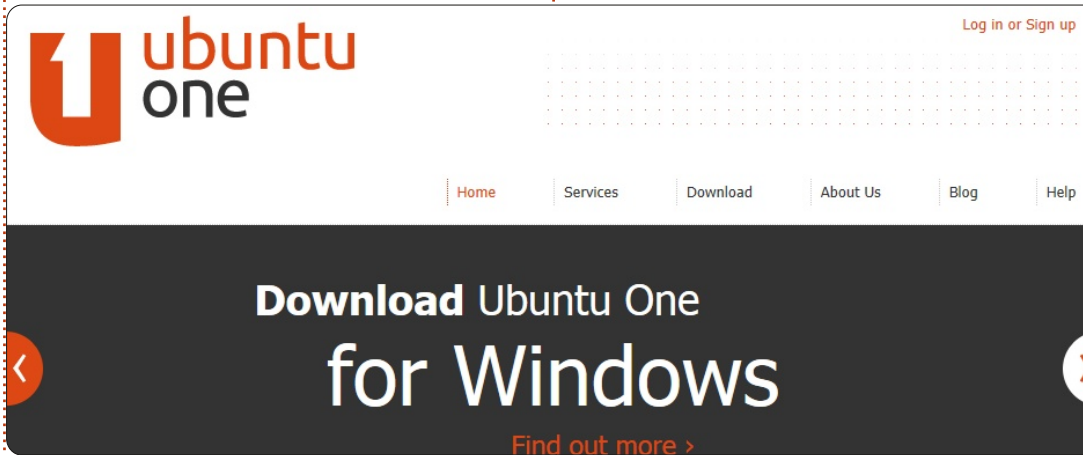 Log in or Sign up
ubuntu
one
Home Services Download About Us Blog Help
Download Ubuntu One
for Windows
Find out more ›